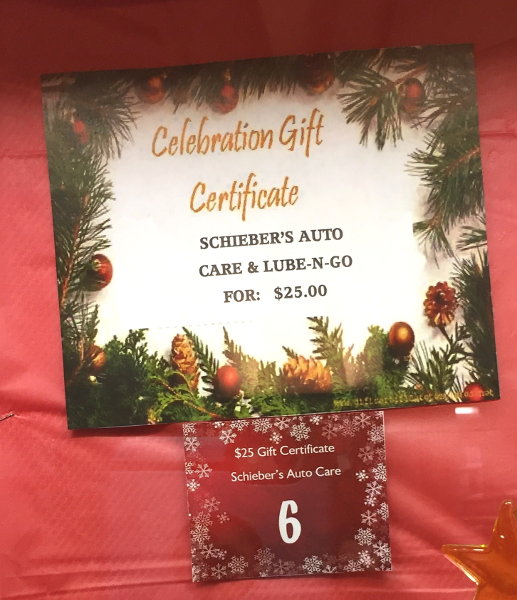 Celebration Gift
Certificate
SCHIEBER'S AUTO
CARE & LUBE-N-GO
FOR: $25.00
$25 Gift Certificate
Schieber's Auto Care
6